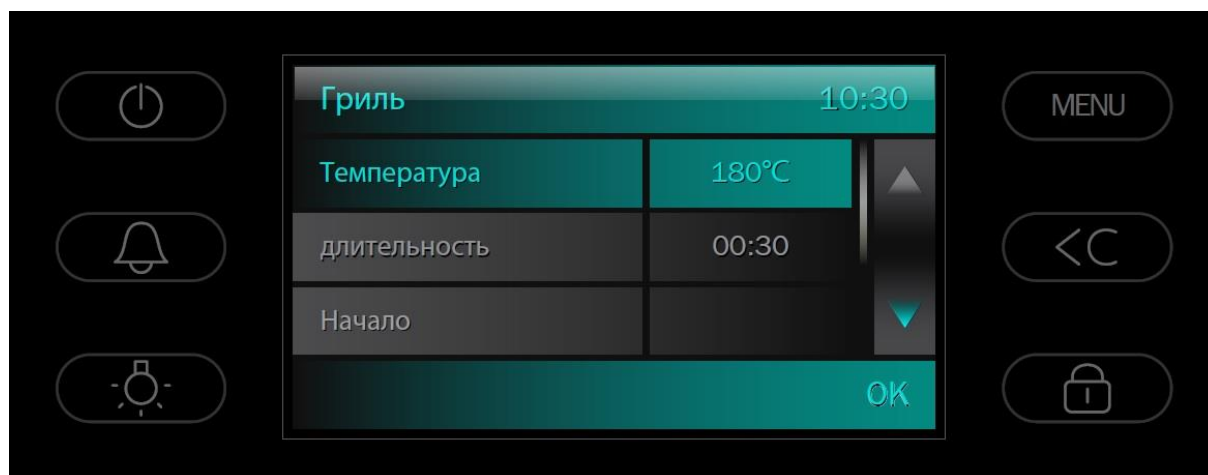 Гриль 10:30
MENU
Температура 180°C
длительность 00:30
<C
Начало
OK